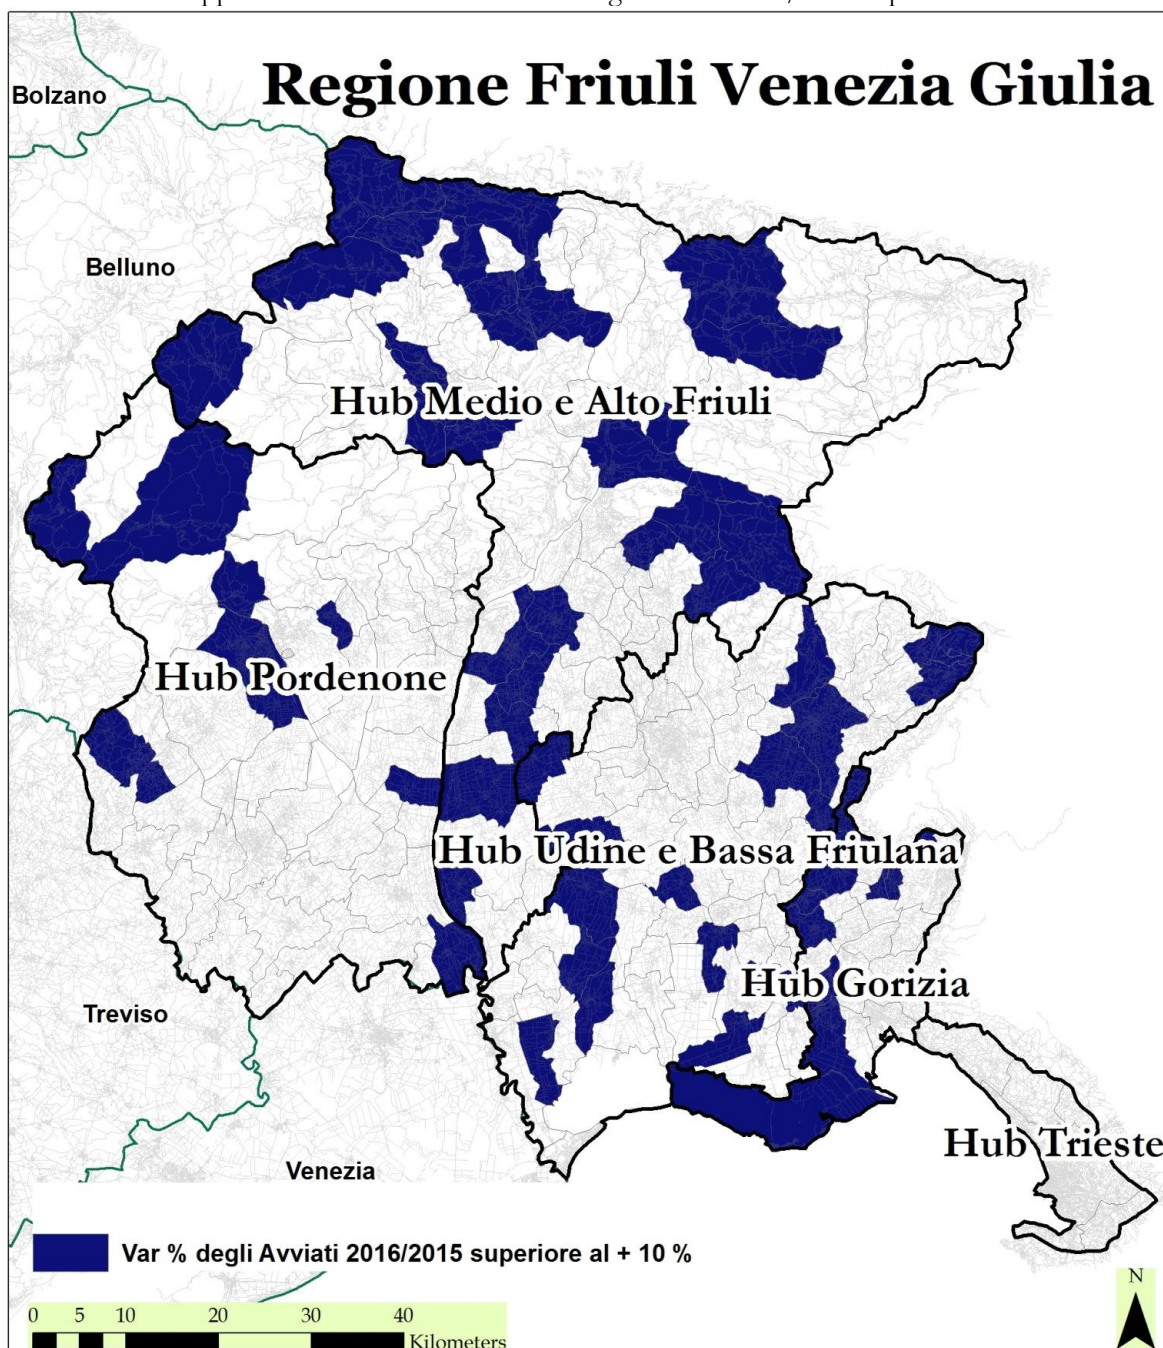 Regione Friuli Venezia Giulia
Bolzano
Belluno
Hub Medio e Alto Friuli
Hub Pordenone
Hub Udine e Bassa Friulana
Hub Gorizia
Treviso
Hub Trieste
Venezia
Var % degli Avviati 2016/2015 superiore al + 10 %
N
0 5 10 20 30 40
Kilometers